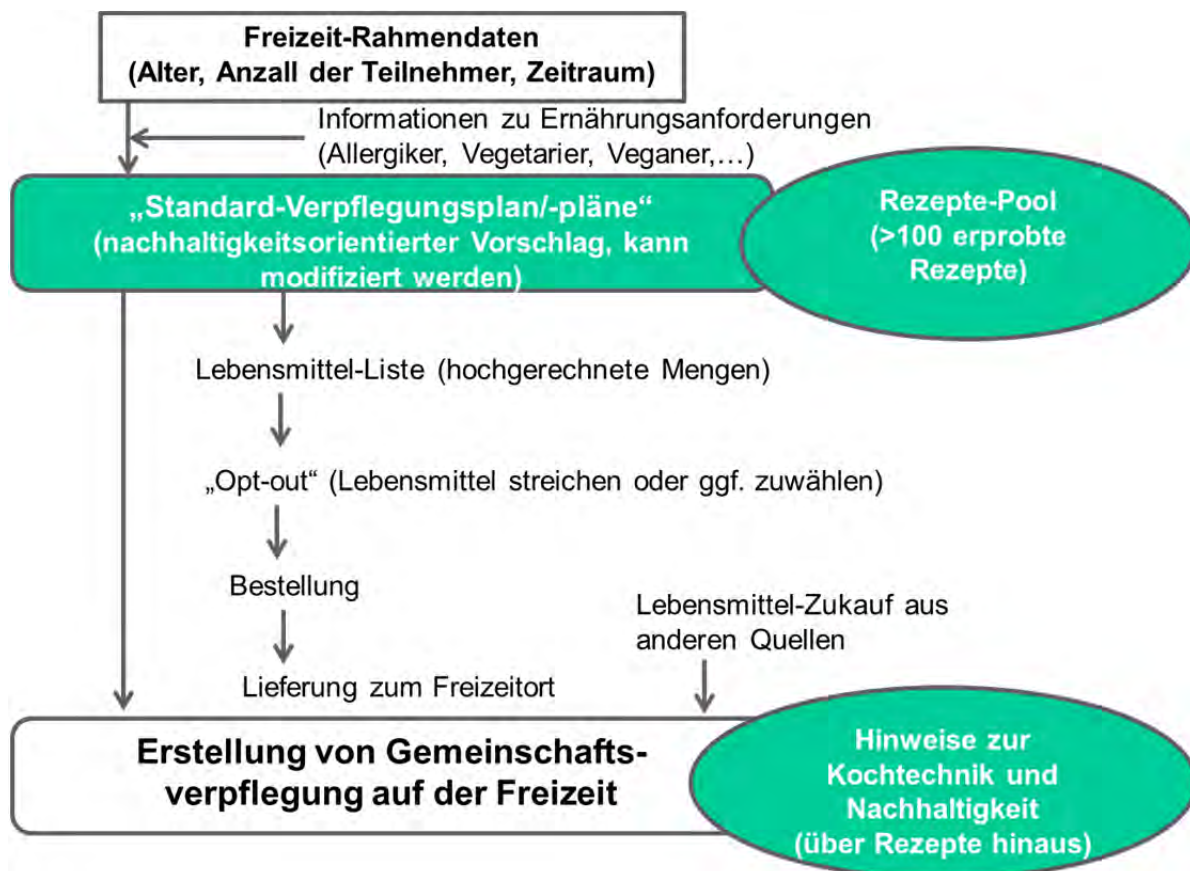 Freizeit-Rahmendaten
(Alter, Anzall der Teilnehmer, Zeitraum)
Informationen zu Ernährungsanforderungen
(Allergiker, Vegetarier, Veganer,...)
„Standard-Verpflegungsplan/-pläne“
(nachhaltigkeitsorientierter Vorschlag, kann
modifiziert werden)
Rezepte-Pool
(>100 erprobte
Rezepte)
Lebensmittel-Liste (hochgerechnete Mengen)
„Opt-out“ (Lebensmittel streichen oder ggf. zuwählen)
Bestellung
Lebensmittel-Zukauf aus
anderen Quellen
Lieferung zum Freizeitort
Erstellung von Gemeinschafts-
verpflegung auf der Freizeit
Hinweise zur
Kochtechnik und
Nachhaltigkeit
(über Rezepte hinaus)